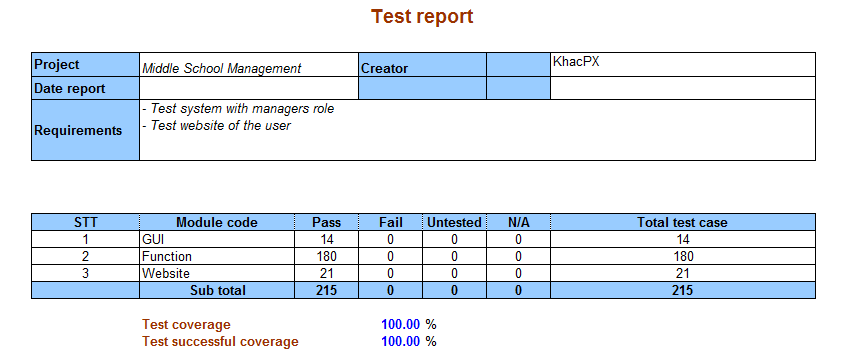 Test report
Project Middle School Management Creator KhacPX
Date report
Requirements - Test system with managers role
- Test website of the user
STT Module code Pass Fail Untested N/A Total test case
1 GUI 14 0 0 0 14
2 Function 180 0 0 0 180
3 Website 21 0 0 0 21
Sub total 215 0 0 0 215
Test coverage 100.00 %
Test successful coverage 100.00 %